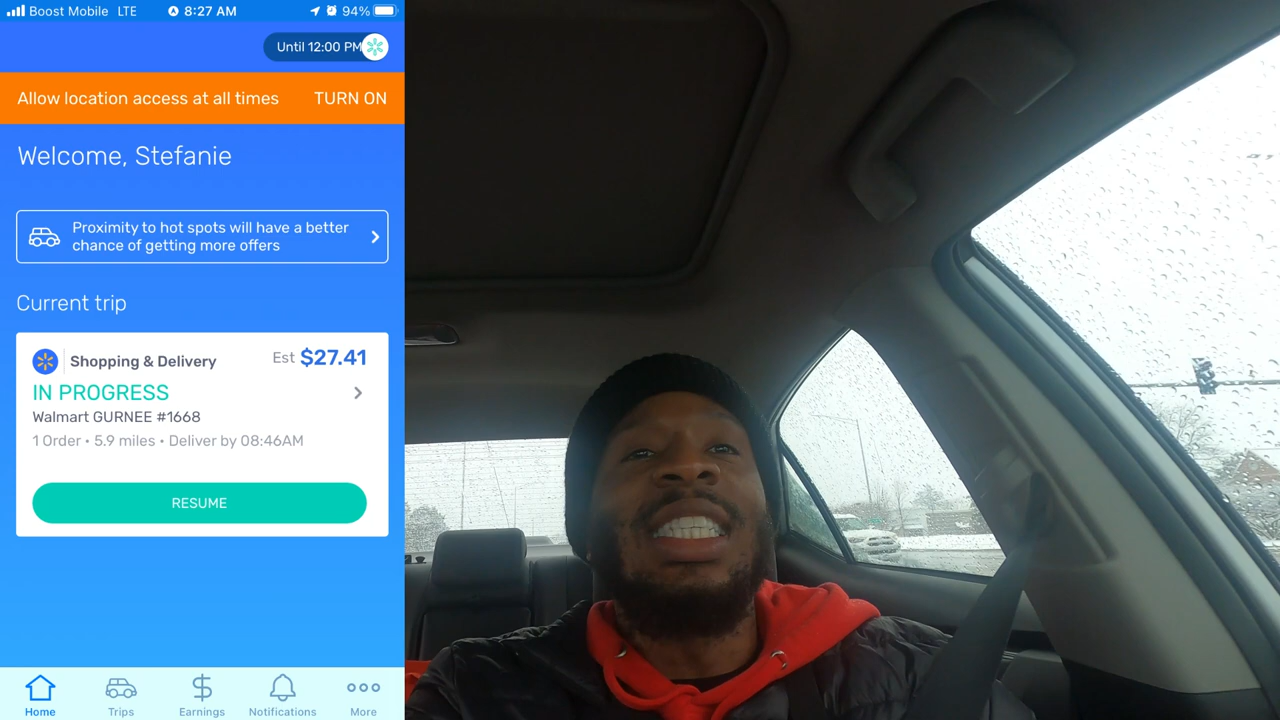 Boost Mobile LTE 8:27 AM 94%
Until 12:00 PM
Allow location access at all times TURN ON
Welcome, Stefanie
Proximity to hot spots will have a better
chance of getting more offers
Current trip
Shopping & Delivery Est $27.41
IN PROGRESS
Walmart GURNEE #1668
1 Order • 5.9 miles • Deliver by 08:46AM
RESUME
Home Trips Earnings Notifications More